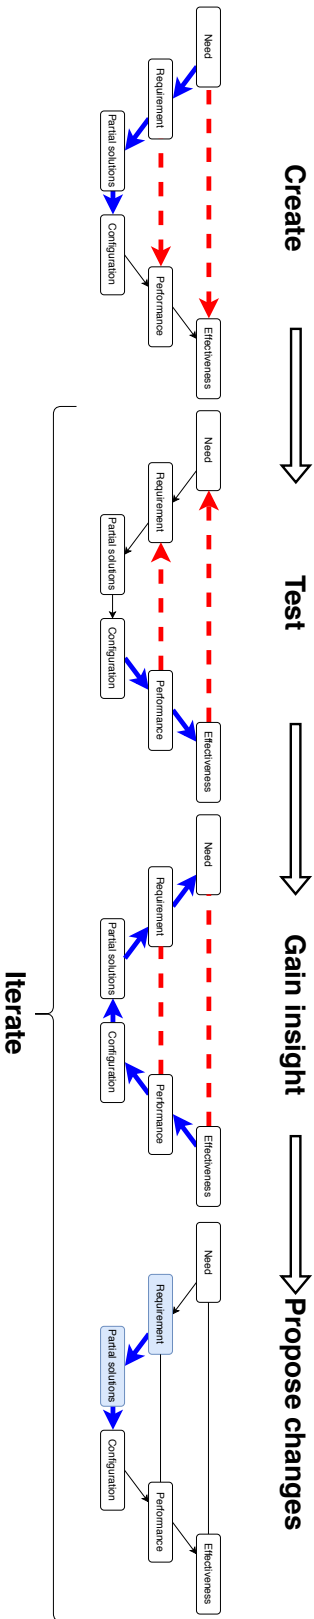 Create
Test
Gain insight
Propose changes
Need
Requirement
Partial solutions
Configuration
Performance
Effectiveness
Need
Requirement
Partial solutions
Configuration
Performance
Effectiveness
Need
Requirement
Partial solutions
Configuration
Performance
Effectiveness
Need
Requirement
Partial solutions
Configuration
Performance
Effectiveness
Iterate